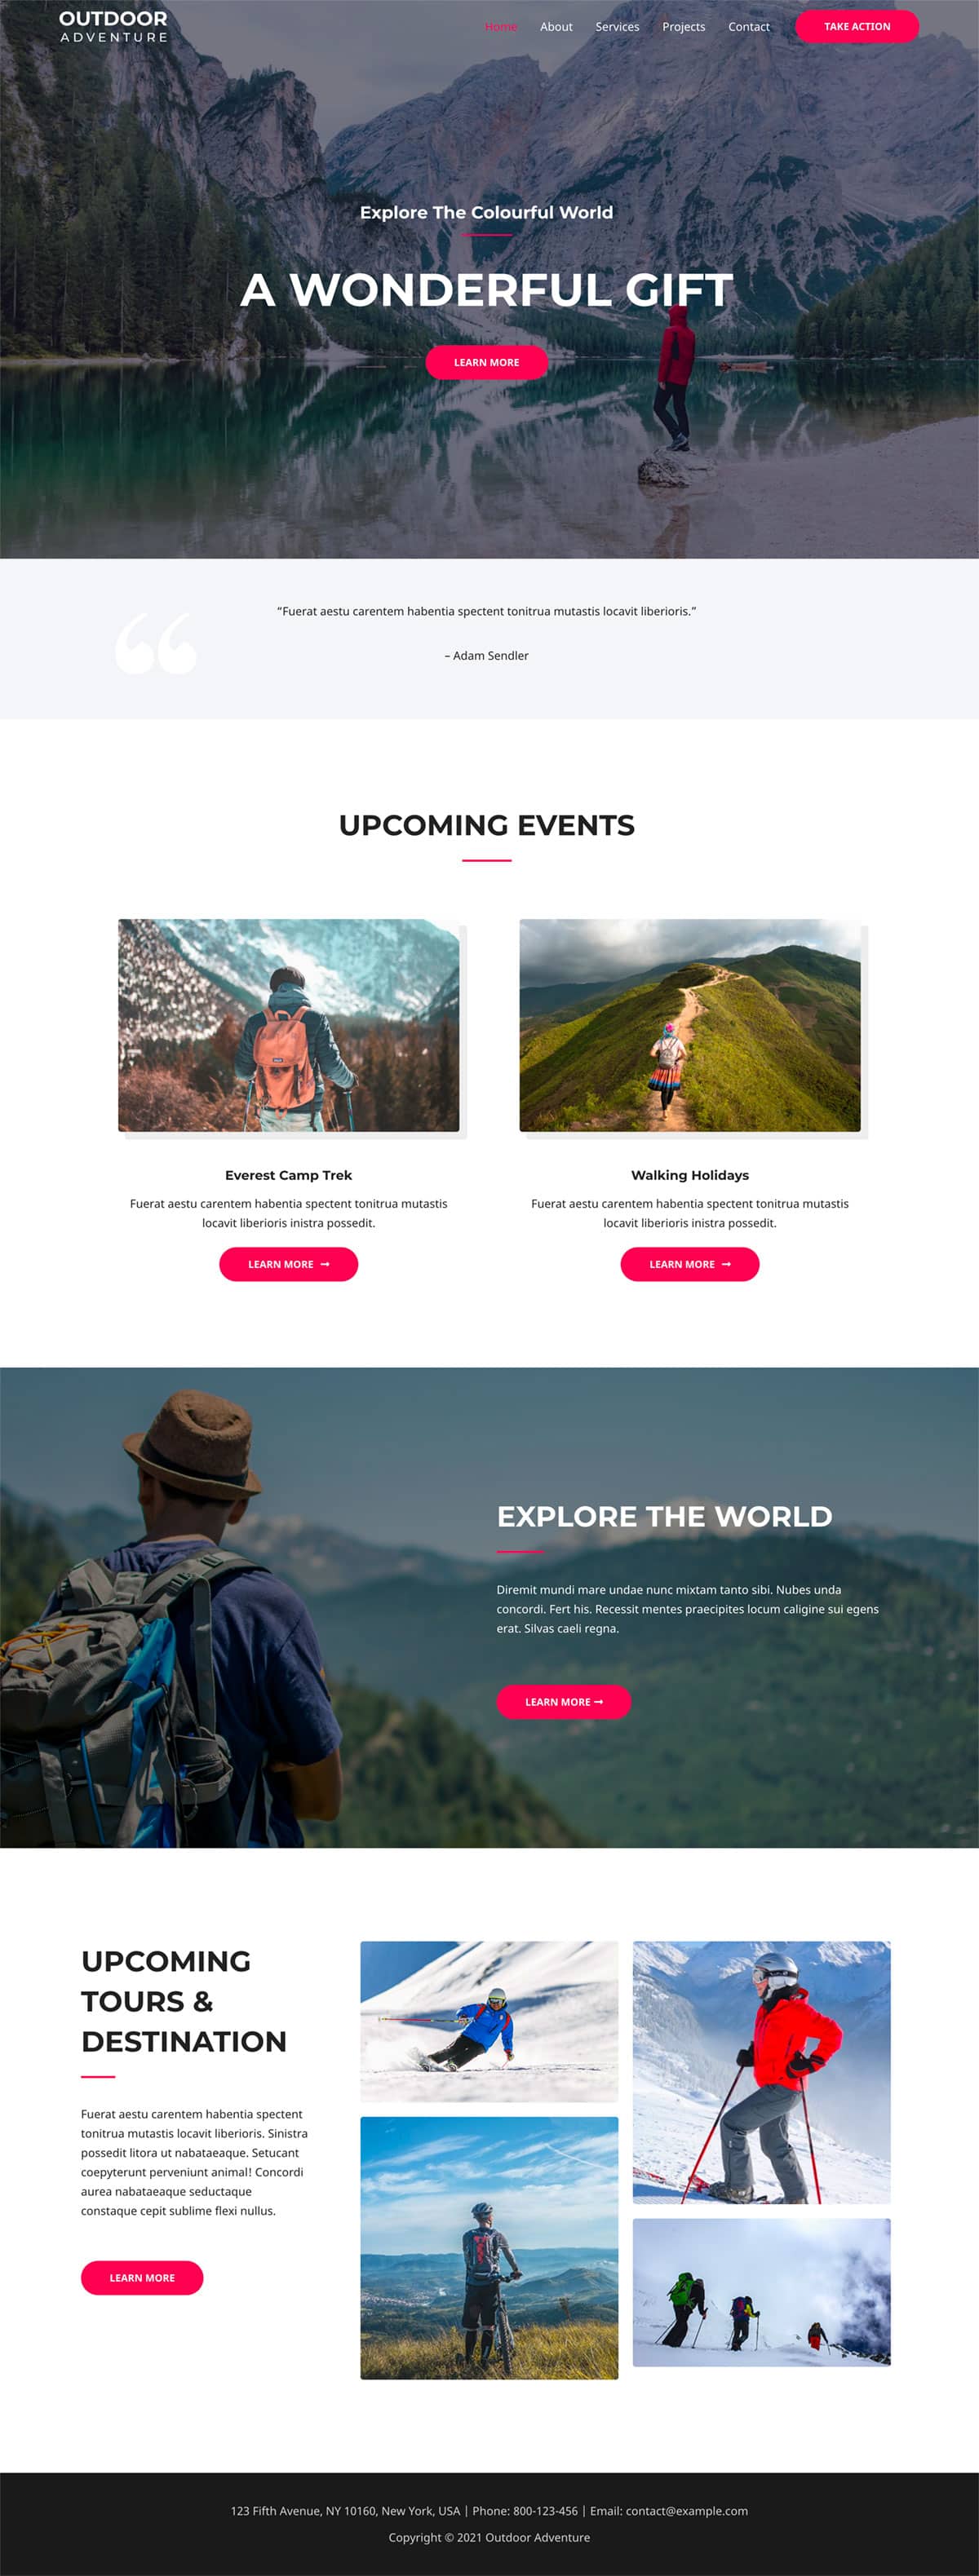 OUTDOOR
ADVENTURE
Home About Services Projects Contact TAKE ACTION
Explore The Colourful World
A WONDERFUL GIFT
LEARN MORE
“Fuerat aestu carentem habentia spectent tonitrua mutastis locavit liberioris.”
– Adam Sendler
UPCOMING EVENTS
Everest Camp Trek
Fuerat aestu carentem habentia spectent tonitrua mutastis
locavit liberioris inistra possedit.
LEARN MORE →
Walking Holidays
Fuerat aestu carentem habentia spectent tonitrua mutastis
locavit liberioris inistra possedit.
LEARN MORE →
EXPLORE THE WORLD
Diremit mundi mare undae nunc mixtam tanto sibi. Nubes unda
concordi. Fert his. Recessit mentes praecipites locum caligine sui egens
erat. Silvas caeli regna.
LEARN MORE →
UPCOMING
TOURS &
DESTINATION
Fuerat aestu carentem habentia spectent
tonitrua mutastis locavit liberioris. Sinistra
possedit litora ut nabataeaque. Setucant
coepyterunt perveniunt animal! Concordi
aurea nabataeaque seductaque
constaque cepit sublime flexi nullus.
LEARN MORE
123 Fifth Avenue, NY 10160, New York, USA | Phone: 800-123-456 | Email: contact@example.com
Copyright © 2021 Outdoor Adventure